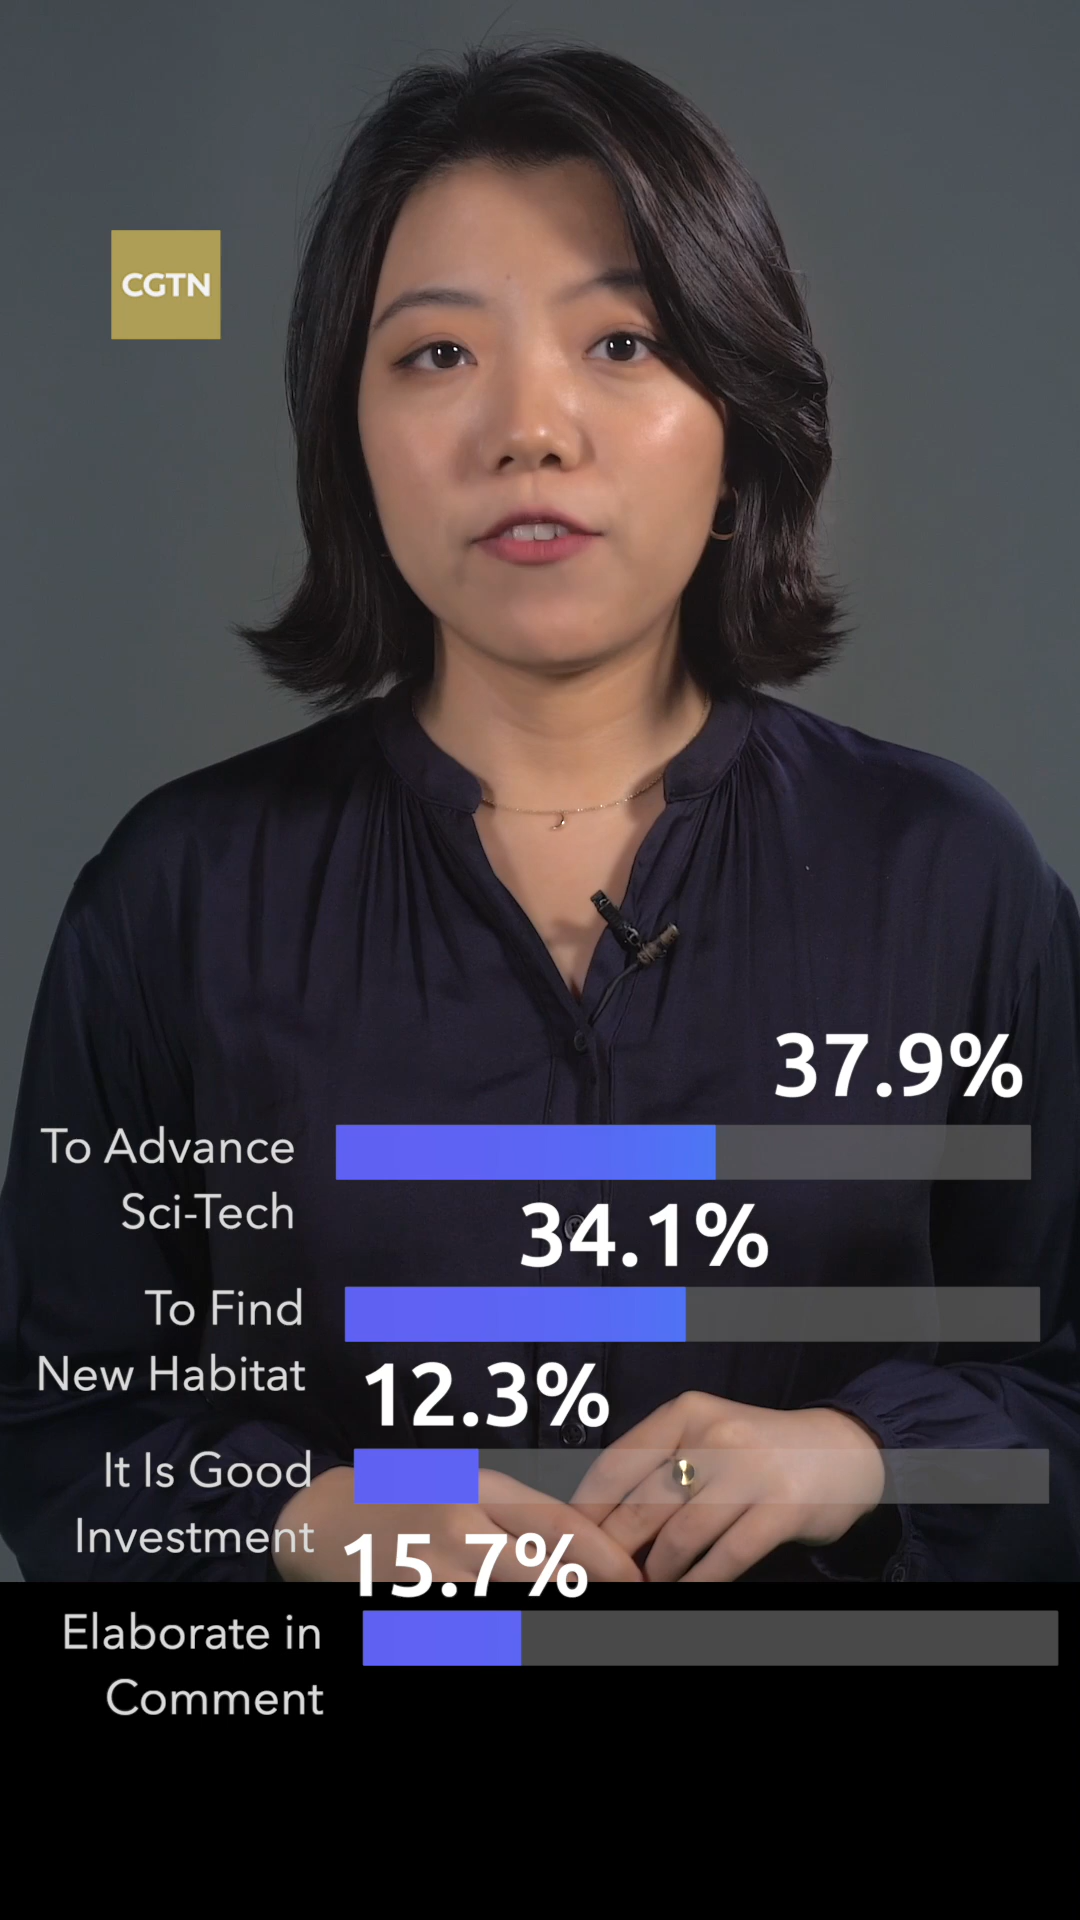 CGTN
37.9%
To Advance
Sci-Tech
34.1%
To Find
New Habitat
12.3%
It Is Good
Investment
15.7%
Elaborate in
Comment